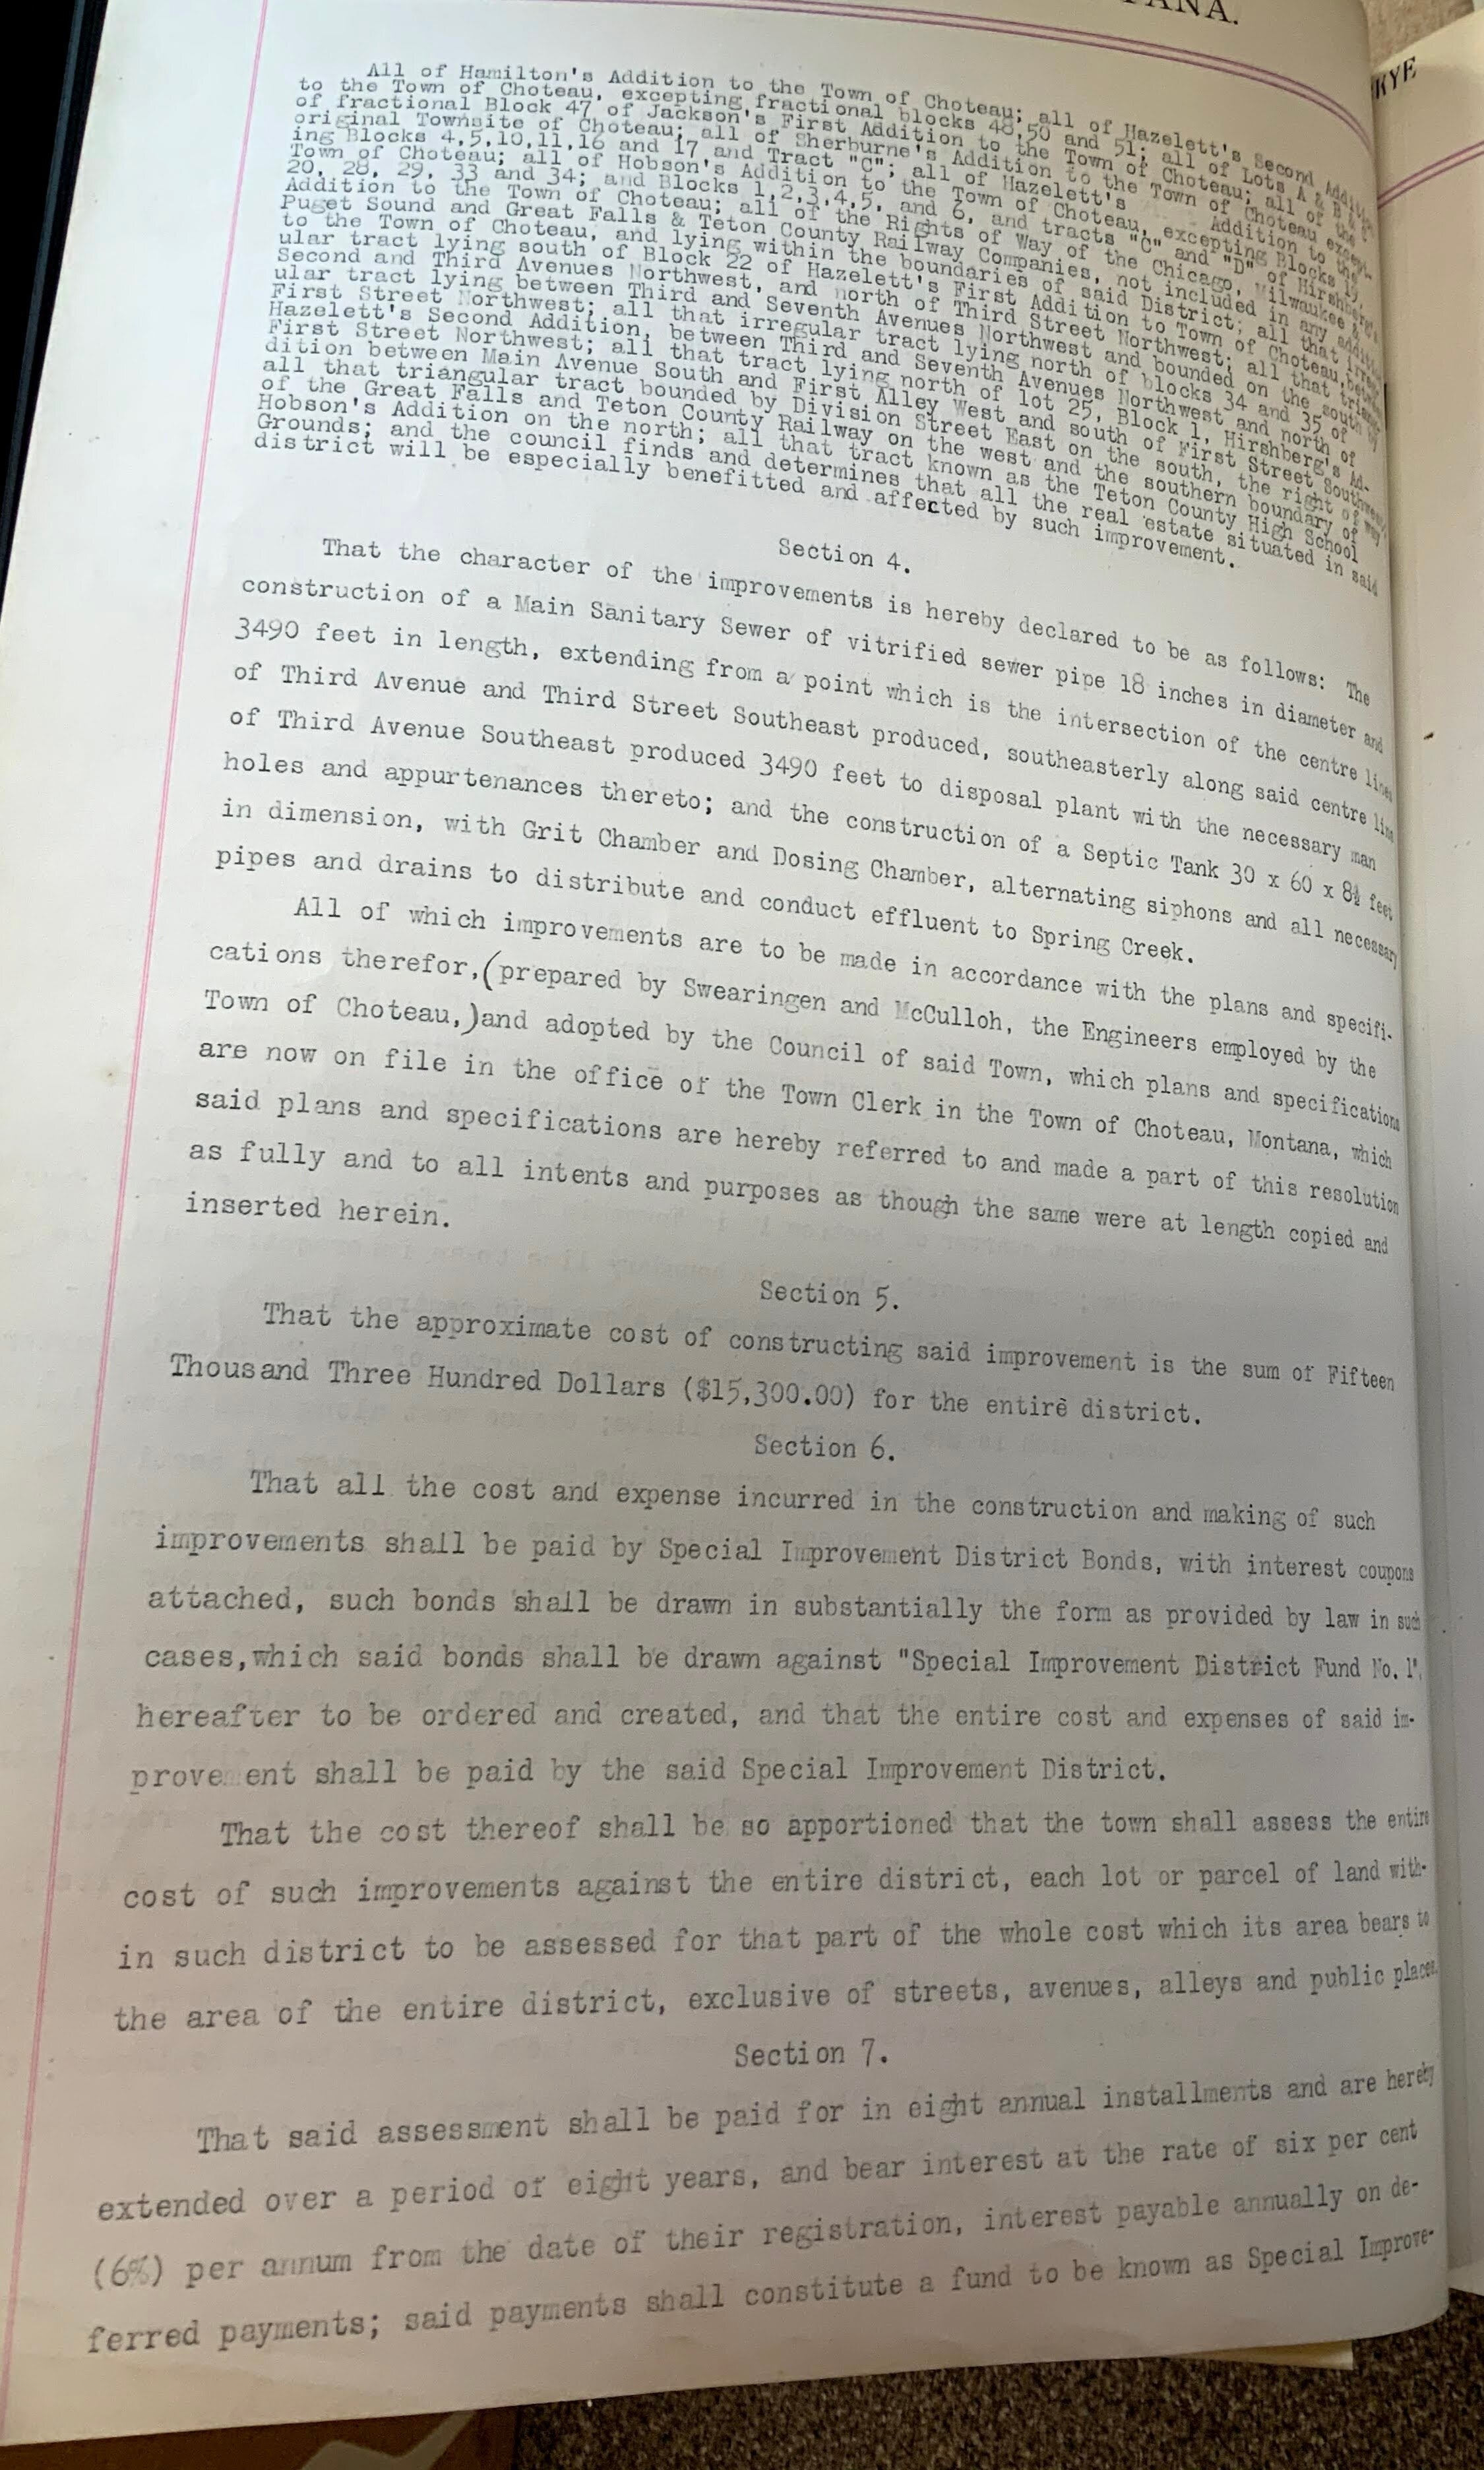 TANA.
KYE
All of Hamilton's Addition to the Town of Choteau; all of Hazelett's Second Addition
to the Town of Choteau, excepting fractional blocks 48,50 and 51; all of Lots A & B
of fractional Block 47 of Jackson's First Addition to the Town of Choteau; all of the
original Townsite of Choteau; all of Sherburne's Addition to the Town of Choteau except-
ing Blocks 4,5,10,11,16 and 17 and Tract "C"; all of Hazelett's Addition to the
Town of Choteau; all of Hobson's Addition to the Town of Choteau, excepting Blocks 19,
20, 28, 29, 33 and 34; and Blocks 1,2,3,4,5, and 6, and tracts "C" and "D" of Hirshberg's
Addition to the Town of Choteau; all of the Rights of Way of the Chicago, Milwaukee &
Puget Sound and Great Falls & Teton County Railway Companies, not included in any addition
to the Town of Choteau, and lying within the boundaries of said District; all that irreg-
ular tract lying south of Block 22 of Hazelett's First Addition to Town of Choteau, between
Second and Third Avenues Northwest, and north of Third Street Northwest; all that triang-
ular tract lying between Third and Seventh Avenues Northwest and bounded on the south by
First Street Northwest; all that irregular tract lying north of blocks 34 and 35 of
Hazelett's Second Addition, between Third and Seventh Avenues Northwest and north of
First Street Northwest; all that tract lying north of lot 25, Block 1, Hirshberg's Ad-
dition between Main Avenue South and First Alley West and south of First Street Southwest;
all that triangular tract bounded by Division Street East on the south, the right of way
of the Great Falls and Teton County Railway on the west and the southern boundary of
Hobson's Addition on the north; all that tract known as the Teton County High School
Grounds; and the council finds and determines that all the real estate situated in said
district will be especially benefitted and affected by such improvement.
Section 4.
That the character of the improvements is hereby declared to be as follows: The
construction of a Main Sanitary Sewer of vitrified sewer pipe 18 inches in diameter and
3490 feet in length, extending from a point which is the intersection of the centre lines
of Third Avenue and Third Street Southeast produced, southeasterly along said centre line
of Third Avenue Southeast produced 3490 feet to disposal plant with the necessary man
holes and appurtenances thereto; and the construction of a Septic Tank 30 x 60 x 8½ feet
in dimension, with Grit Chamber and Dosing Chamber, alternating siphons and all necessary
pipes and drains to distribute and conduct effluent to Spring Creek.
All of which improvements are to be made in accordance with the plans and specifi-
cations therefor,(prepared by Swearingen and McCulloh, the Engineers employed by the
Town of Choteau,)and adopted by the Council of said Town, which plans and specifications
are now on file in the office of the Town Clerk in the Town of Choteau, Montana, which
said plans and specifications are hereby referred to and made a part of this resolution
as fully and to all intents and purposes as though the same were at length copied and
inserted herein.
Section 5.
That the approximate cost of constructing said improvement is the sum of Fifteen
Thousand Three Hundred Dollars ($15,300.00) for the entire district.
Section 6.
That all the cost and expense incurred in the construction and making of such
improvements shall be paid by Special Improvement District Bonds, with interest coupons
attached, such bonds shall be drawn in substantially the form as provided by law in such
cases,which said bonds shall be drawn against "Special Improvement District Fund No. 1",
hereafter to be ordered and created, and that the entire cost and expenses of said im-
provement shall be paid by the said Special Improvement District.
That the cost thereof shall be so apportioned that the town shall assess the entire
cost of such improvements against the entire district, each lot or parcel of land with-
in such district to be assessed for that part of the whole cost which its area bears to
the area of the entire district, exclusive of streets, avenues, alleys and public places.
Section 7.
That said assessment shall be paid for in eight annual installments and are hereby
extended over a period of eight years, and bear interest at the rate of six per cent
(6%) per annum from the date of their registration, interest payable annually on de-
ferred payments; said payments shall constitute a fund to be known as Special Improve-